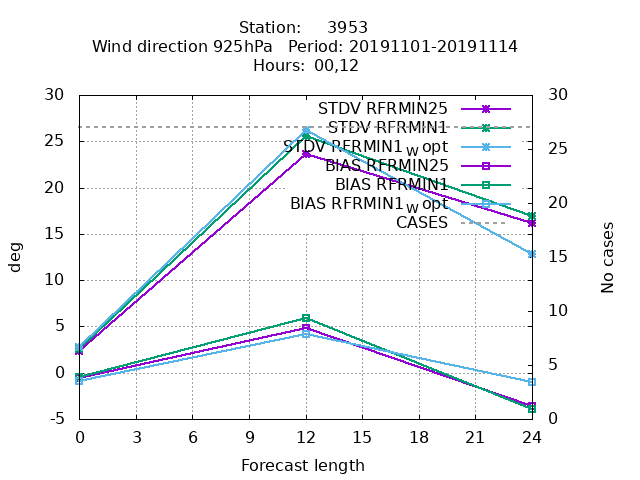 Station: 3953
Wind direction 925hPa Period: 20191101-20191114
Hours: 00,12
30 30
25 25
20 20
15 15
10 10
5 5
0 0
-5
deg
No cases
STDV RFRMIN25
STDV RFRMIN1
STDV RFRMIN1w opt
BIAS RFRMIN25
BIAS RFRMIN1
BIAS RFRMIN1w opt
CASES
0 3 6 9 12 15 18 21 24
Forecast length